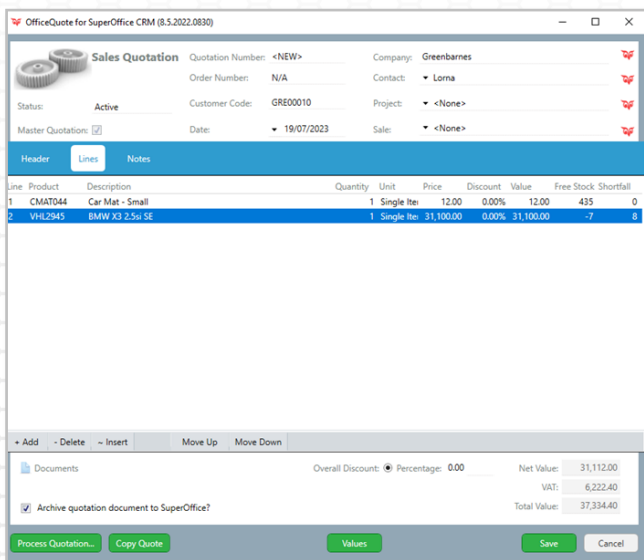 OfficeQuote for SuperOffice CRM (8.5.2022.0830)
Sales Quotation
Quotation Number: <NEW> Company: Greenbarnes
Order Number: N/A Contact: Lorna
Status: Active Customer Code: GRE00010 Project: <None>
Master Quotation: Date: 19/07/2023 Sale: <None>
Header Lines Notes
Line Product Description Quantity Unit Price Discount Value Free Stock Shortfall
1 CMAT044 Car Mat - Small 1 Single Iter 12.00 0.00% 12.00 435 0
2 VHL2945 BMW X3 2.5si SE 1 Single Iter 31,100.00 0.00% 31,100.00 -7 8
+ Add - Delete ~ Insert Move Up Move Down
Documents Overall Discount: Percentage: 0.00 Net Value: 31,112.00
VAT: 6,222.40
Archive quotation document to SuperOffice? Total Value: 37,334.40
Process Quotation... Copy Quote Values Save Cancel